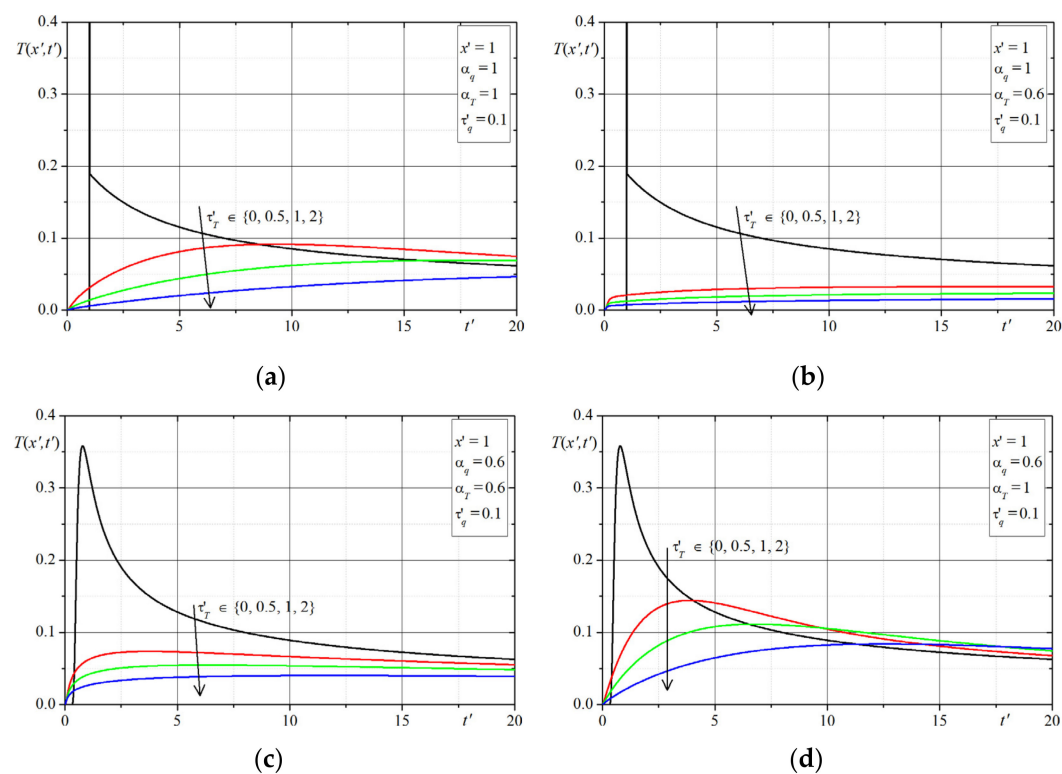 0.4
T(x',t')
0.3
0.2
0.1
0.0
0 5 10 15 20
t'
x' = 1
α_q = 1
α_T = 1
τ'_q = 0.1
τ'_T ∈ {0, 0.5, 1, 2}
(a)
0.4
T(x',t')
0.3
0.2
0.1
0.0
0 5 10 15 20
t'
x' = 1
α_q = 1
α_T = 0.6
τ'_q = 0.1
τ'_T ∈ {0, 0.5, 1, 2}
(b)
0.4
T(x',t')
0.3
0.2
0.1
0.0
0 5 10 15 20
t'
x' = 1
α_q = 0.6
α_T = 0.6
τ'_q = 0.1
τ'_T ∈ {0, 0.5, 1, 2}
(c)
0.4
T(x',t')
0.3
0.2
0.1
0.0
0 5 10 15 20
t'
x' = 1
α_q = 0.6
α_T = 1
τ'_q = 0.1
τ'_T ∈ {0, 0.5, 1, 2}
(d)